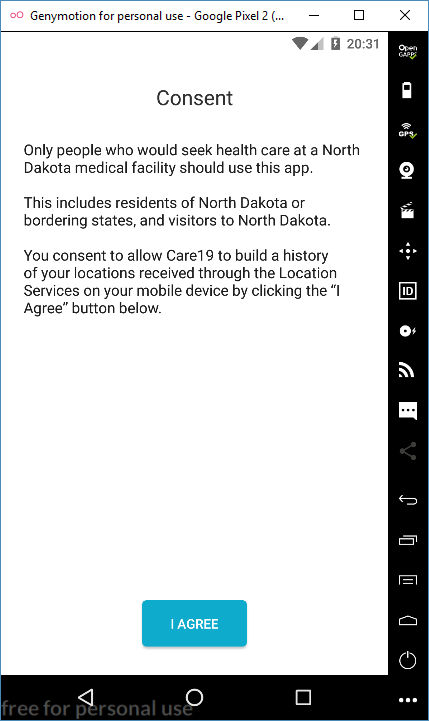 Genymotion for personal use - Google Pixel 2 (...
20:31
Open
GAPPS
Consent
GPS
Only people who would seek health care at a North
Dakota medical facility should use this app.
This includes residents of North Dakota or
bordering states, and visitors to North Dakota.
You consent to allow Care19 to build a history
of your locations received through the Location
Services on your mobile device by clicking the “I
Agree” button below.
ID
I AGREE
free for personal use